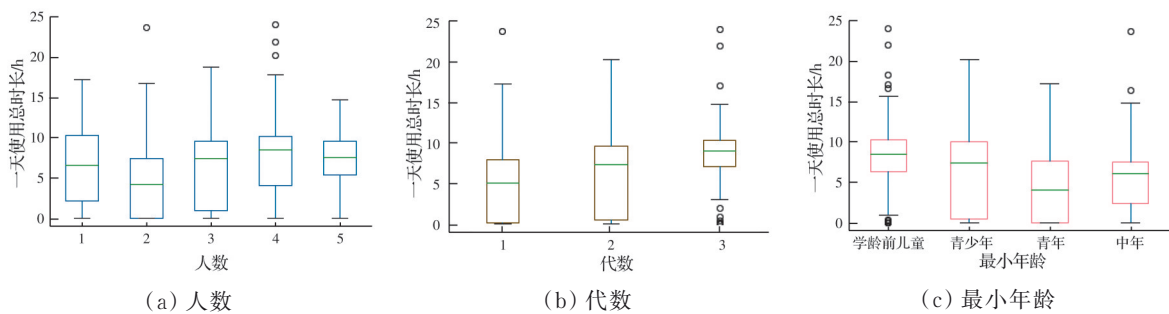 25
20
15
10
5
0
一天使用总时长/h
1 2 3 4 5
人数
(a) 人数
25
20
15
10
5
0
一天使用总时长/h
1 2 3
代数
(b) 代数
25
20
15
10
5
0
一天使用总时长/h
学龄前儿童 青少年 青年 中年
最小年龄
(c) 最小年龄